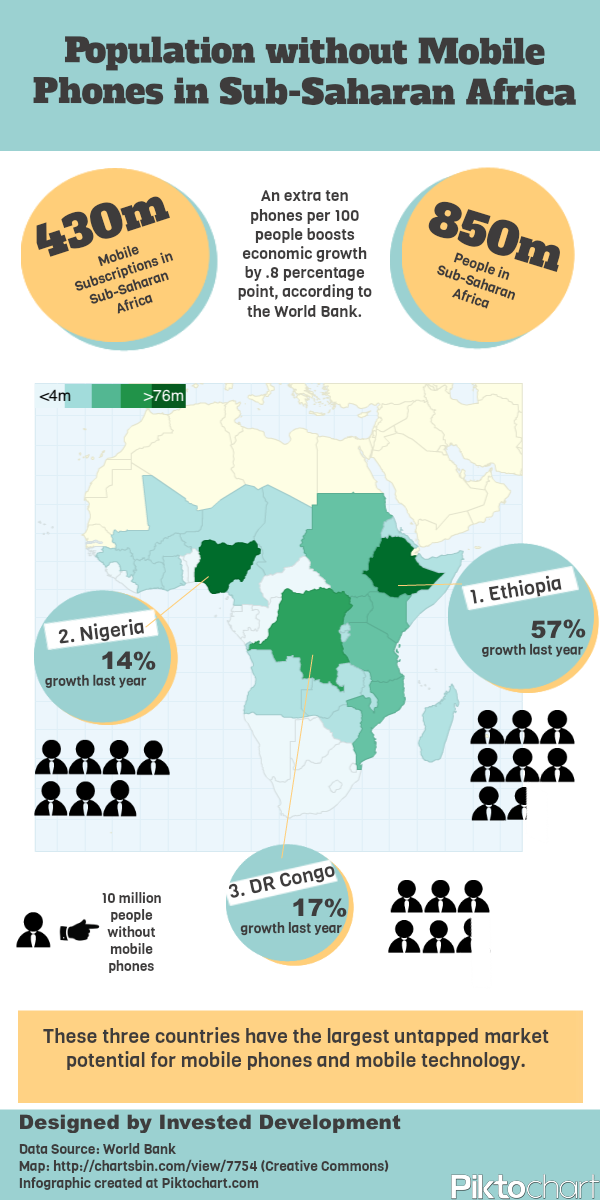 Population without Mobile
Phones in Sub-Saharan Africa
430m
Mobile
Subscriptions in
Sub-Saharan
Africa
An extra ten
phones per 100
people boosts
economic growth
by .8 percentage
point, according to
the World Bank.
850m
People in
Sub-Saharan
Africa
<4m
>76m
1. Ethiopia
57%
growth last year
2. Nigeria
14%
growth last year
3. DR Congo
17%
growth last year
10 million
people
without
mobile
phones
These three countries have the largest untapped market
potential for mobile phones and mobile technology.
Designed by Invested Development
Data Source: World Bank
Map: http://chartsbin.com/view/7754 (Creative Commons)
Infographic created at Piktochart.com
Piktochart